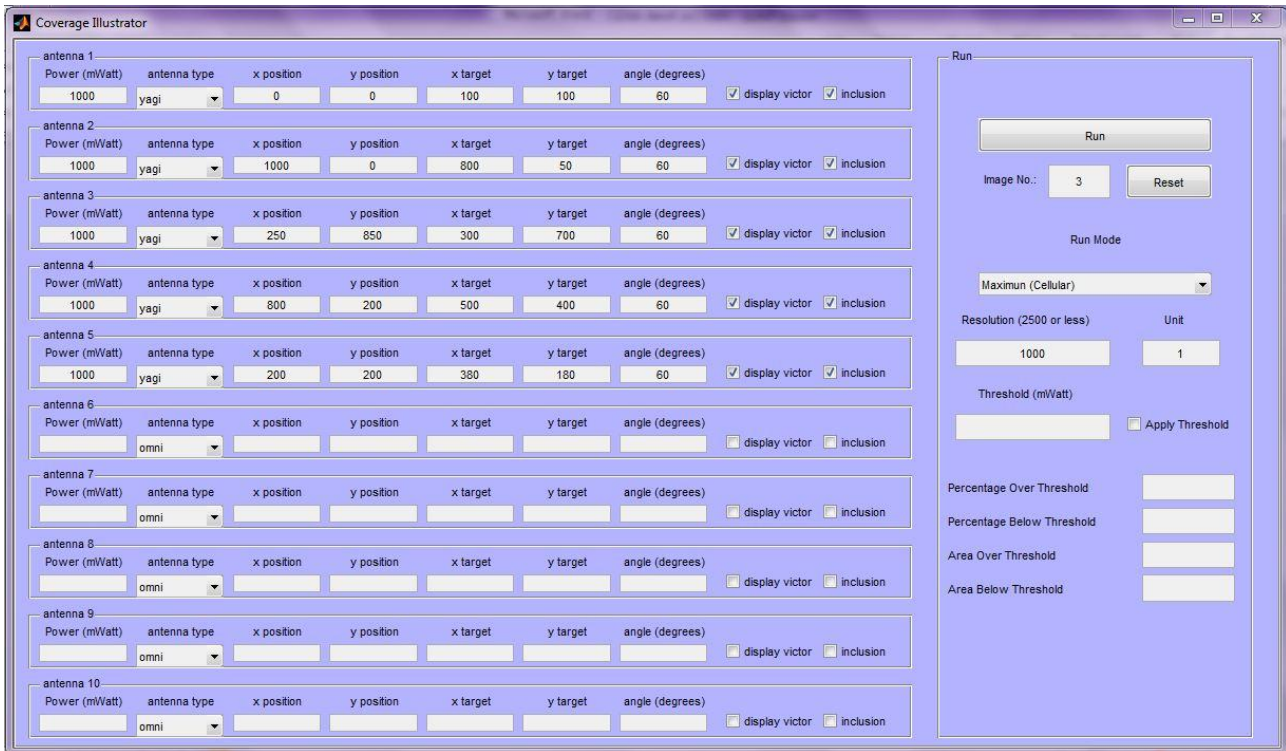 Coverage Illustrator
antenna 1
Power (mWatt) antenna type x position y position x target y target angle (degrees)
1000 yagi 0 0 100 100 60 display victor inclusion
antenna 2
Power (mWatt) antenna type x position y position x target y target angle (degrees)
1000 yagi 1000 0 800 50 60 display victor inclusion
antenna 3
Power (mWatt) antenna type x position y position x target y target angle (degrees)
1000 yagi 250 850 300 700 60 display victor inclusion
antenna 4
Power (mWatt) antenna type x position y position x target y target angle (degrees)
1000 yagi 800 200 500 400 60 display victor inclusion
antenna 5
Power (mWatt) antenna type x position y position x target y target angle (degrees)
1000 yagi 200 200 380 180 60 display victor inclusion
antenna 6
Power (mWatt) antenna type x position y position x target y target angle (degrees)
omni display victor inclusion
antenna 7
Power (mWatt) antenna type x position y position x target y target angle (degrees)
omni display victor inclusion
antenna 8
Power (mWatt) antenna type x position y position x target y target angle (degrees)
omni display victor inclusion
antenna 9
Power (mWatt) antenna type x position y position x target y target angle (degrees)
omni display victor inclusion
antenna 10
Power (mWatt) antenna type x position y position x target y target angle (degrees)
omni display victor inclusion
Run
Run
Image No.: 3 Reset
Run Mode
Maximun (Cellular)
Resolution (2500 or less) Unit
1000 1
Threshold (mWatt)
Apply Threshold
Percentage Over Threshold
Percentage Below Threshold
Area Over Threshold
Area Below Threshold